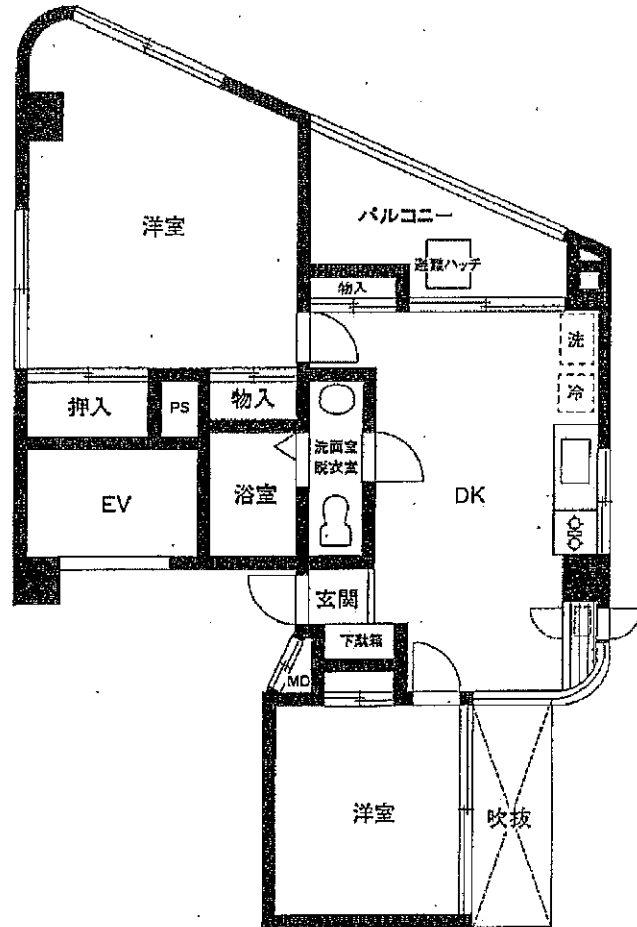 バルコニー
洋室
避難ハッチ
物入
洗
押入
PS
物入
冷
洗面室
脱衣室
EV
浴室
DK
玄関
下駄箱
MD
洋室
吹抜